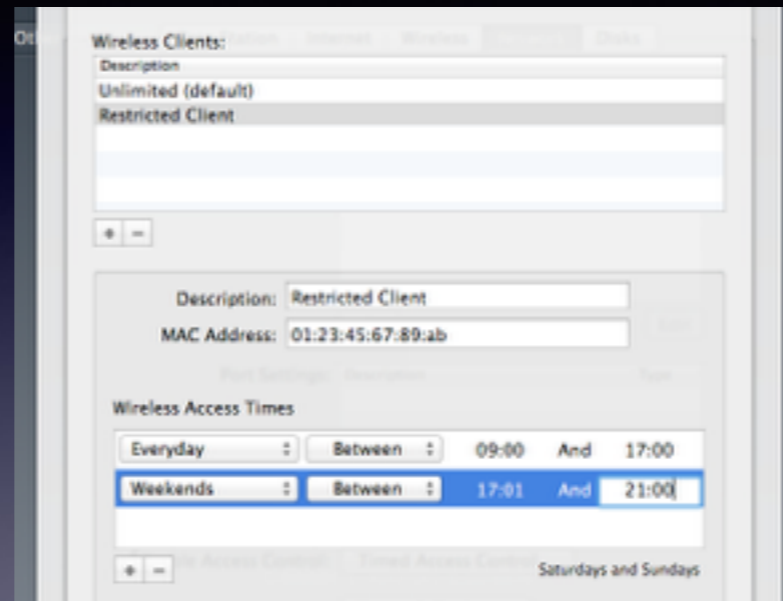 Wireless Clients:
Description
Unlimited (default)
Restricted Client
+ −
Description: Restricted Client
MAC Address: 01:23:45:67:89:ab
Wireless Access Times
Everyday Between 09:00 And 17:00
Weekends Between 17:01 And 21:00
+ −
Saturdays and Sundays